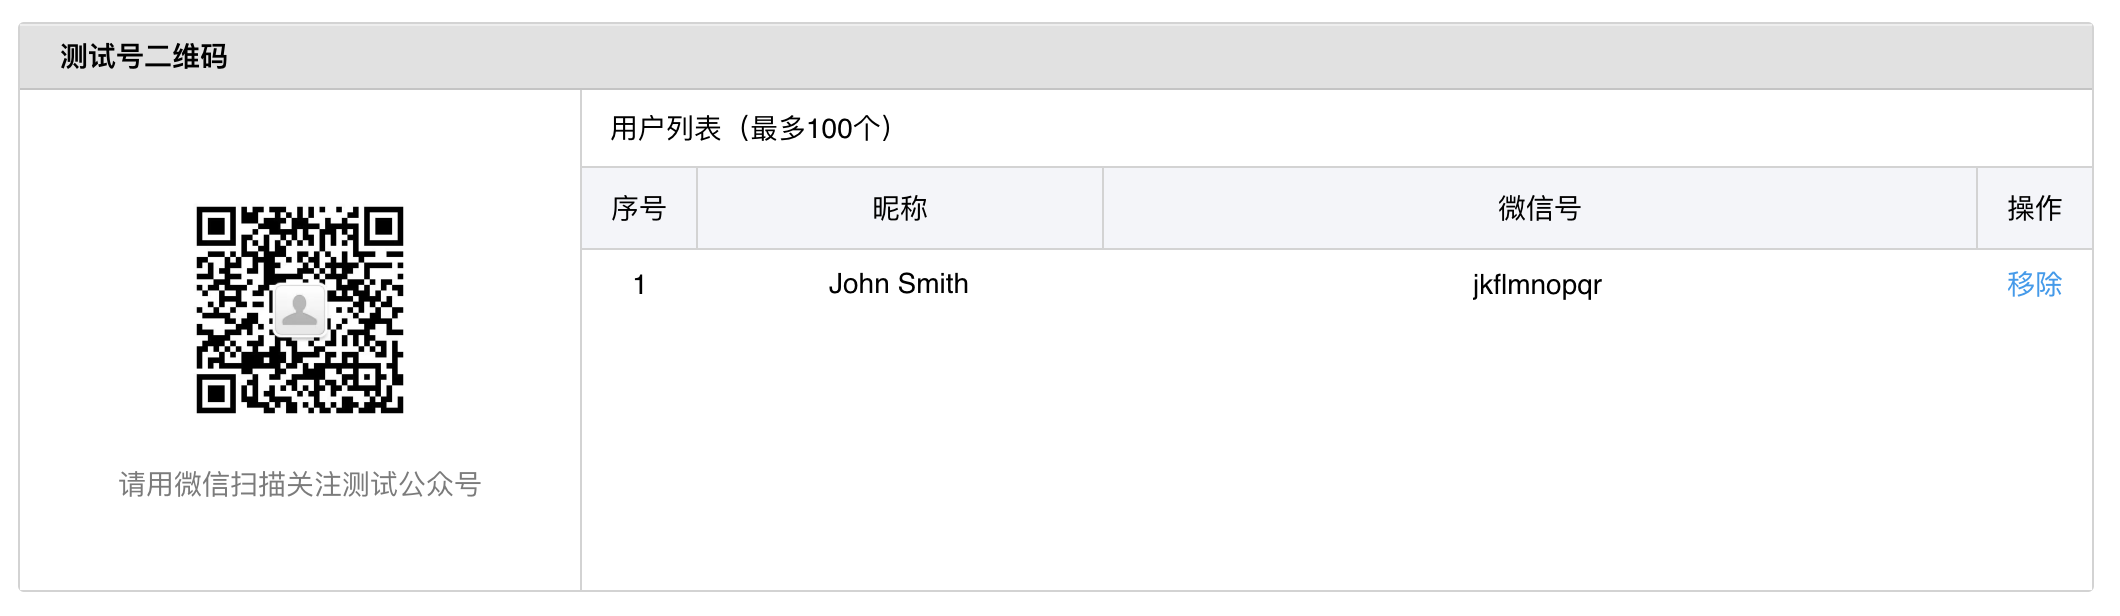 测试号二维码
用户列表（最多100个）
序号 昵称 微信号 操作
1 John Smith jkflmnopqr 移除
请用微信扫描关注测试公众号